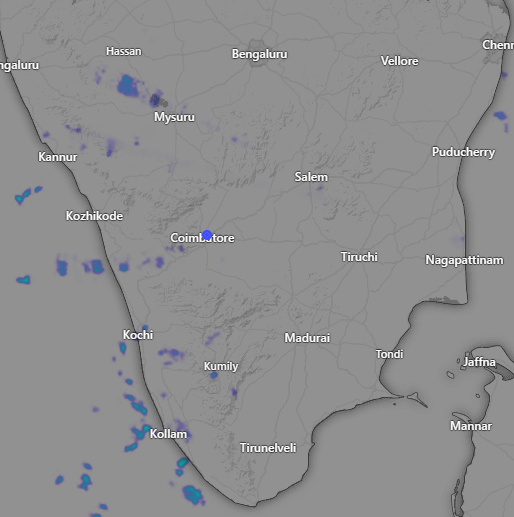 Hassan
Bengaluru
Chenn
ngaluru
Vellore
Mysuru
Kannur
Puducherry
Salem
Kozhikode
Coimbatore
Tiruchi
Nagapattinam
Kochi
Madurai
Tondi
Kumily
Jaffna
Kollam
Mannar
Tirunelveli